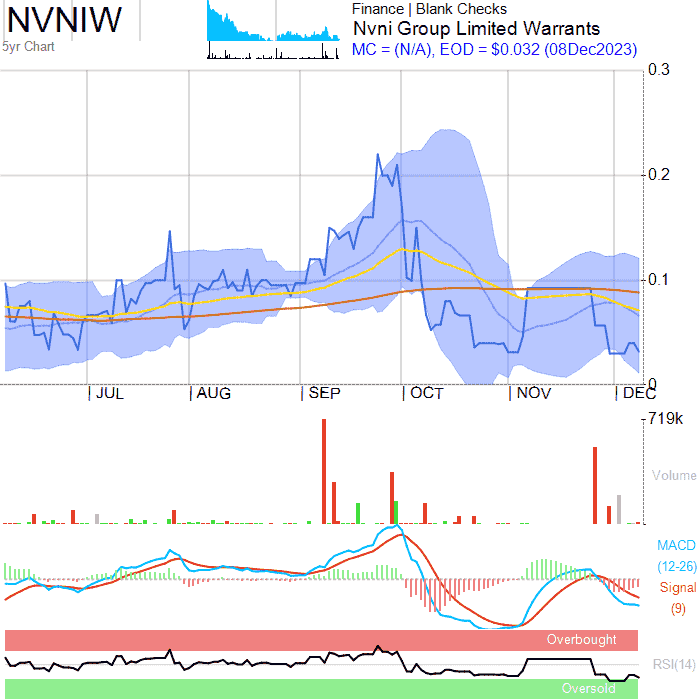 NVNIW
5yr Chart
Finance | Blank Checks
Nvni Group Limited Warrants
MC = (N/A), EOD = $0.032 (08Dec2023)
0.3
0.2
0.1
0
JUL AUG SEP OCT NOV DEC
719k
Volume
MACD
(12-26)
Signal
(9)
Overbought
RSI(14)
Oversold